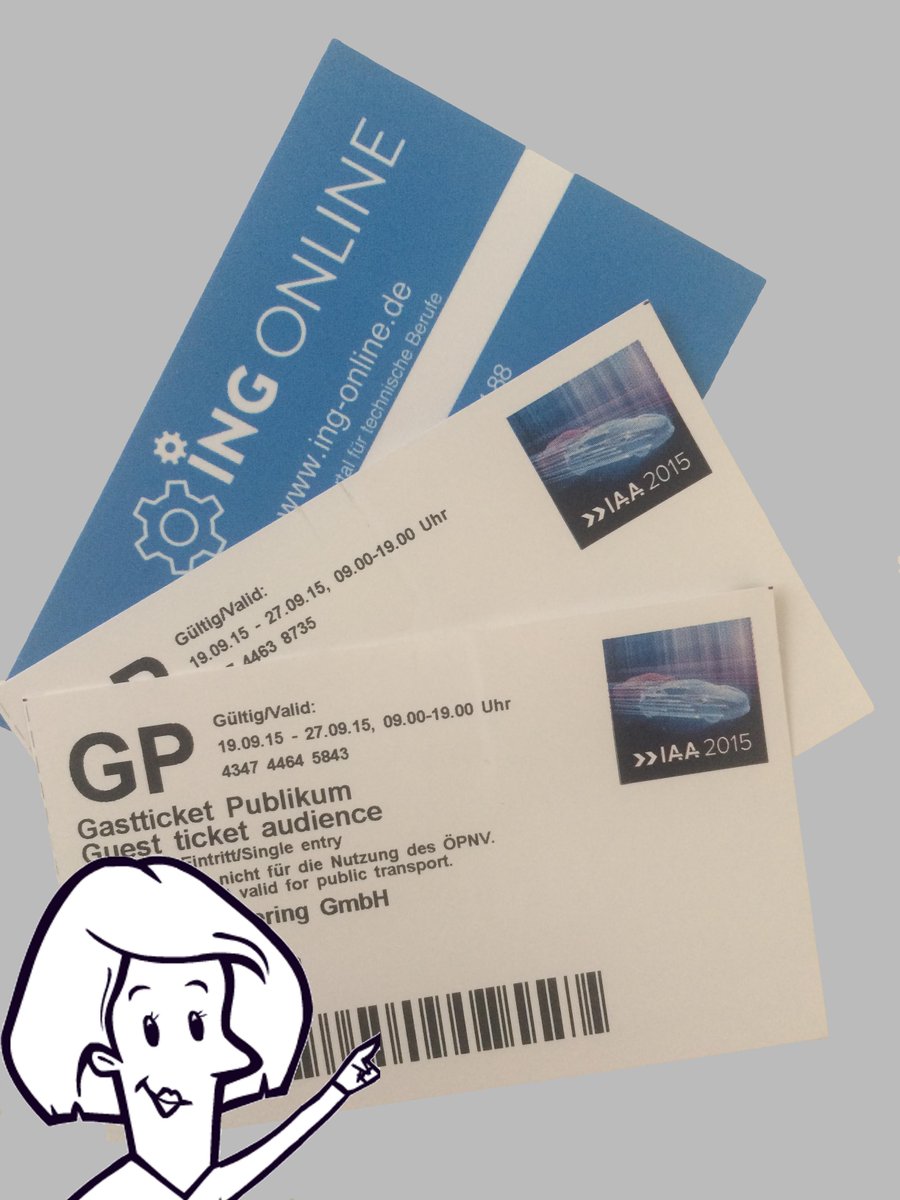 ING ONLINE
www.ing-online.de
für technische Berufe
88
IAA 2015
Gültig/Valid:
19.09.15 - 27.09.15, 09.00-19.00 Uhr
4463 8735
IAA 2015
GP
Gültig/Valid:
19.09.15 - 27.09.15, 09.00-19.00 Uhr
4347 4464 5843
Gastticket Publikum
Guest ticket audience
Eintritt/Single entry
nicht für die Nutzung des ÖPNV.
valid for public transport.
GmbH